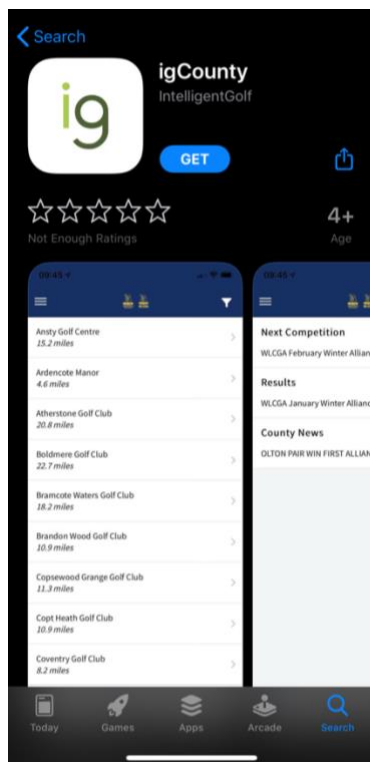 Search
ig
igCounty
IntelligentGolf
GET
Not Enough Ratings
4+
Age
09:45
Ansty Golf Centre
15.2 miles
Ardencote Manor
4.6 miles
Atherstone Golf Club
20.8 miles
Boldmere Golf Club
22.7 miles
Bramcote Waters Golf Club
18.2 miles
Brandon Wood Golf Club
10.9 miles
Copsewood Grange Golf Club
11.3 miles
Copt Heath Golf Club
10.9 miles
Coventry Golf Club
8.2 miles
09:45
Next Competition
WLCGA February Winter Allian
Results
WLCGA January Winter Allianc
County News
OLTON PAIR WIN FIRST ALLIAN
Today
Games
Apps
Arcade
Search